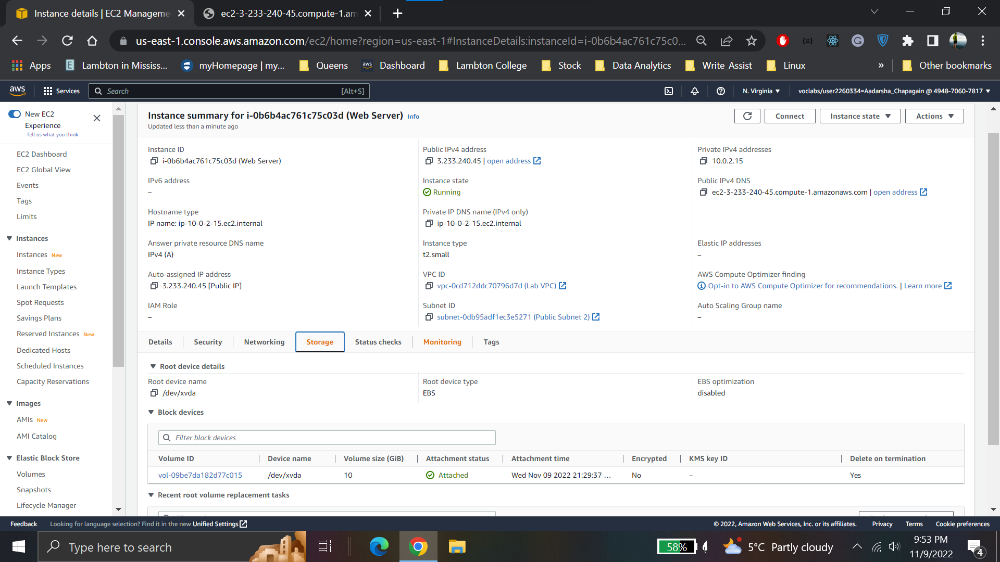 Instance details | EC2 Manageme
ec2-3-233-240-45.compute-1.am
us-east-1.console.aws.amazon.com/ec2/home?region=us-east-1#InstanceDetails:instanceId=i-0b6b4ac761c75c0...
Apps
Lambton in Mississ...
myHomepage | my...
Queens
aws
Dashboard
Lambton College
Stock
Data Analytics
Write_Assist
Linux
»
Other bookmarks
aws
Services
Search
[Alt+S]
N. Virginia
voclabs/user2260334=Aadarsha_Chapagain @ 4948-7060-7817
New EC2
Experience
Tell us what you think
EC2 Dashboard
EC2 Global View
Events
Tags
Limits
Instances
Instances New
Instance Types
Launch Templates
Spot Requests
Savings Plans
Reserved Instances New
Dedicated Hosts
Scheduled Instances
Capacity Reservations
Images
AMIs New
AMI Catalog
Elastic Block Store
Volumes
Snapshots
Lifecycle Manager
Instance summary for i-0b6b4ac761c75c03d (Web Server) Info
Updated less than a minute ago
Connect
Instance state
Actions
Instance ID
i-0b6b4ac761c75c03d (Web Server)
Public IPv4 address
3.233.240.45 | open address
Private IPv4 addresses
10.0.2.15
IPv6 address
–
Instance state
Running
Public IPv4 DNS
ec2-3-233-240-45.compute-1.amazonaws.com | open address
Hostname type
IP name: ip-10-0-2-15.ec2.internal
Private IP DNS name (IPv4 only)
ip-10-0-2-15.ec2.internal
Answer private resource DNS name
IPv4 (A)
Instance type
t2.small
Elastic IP addresses
–
Auto-assigned IP address
3.233.240.45 [Public IP]
VPC ID
vpc-0cd712ddc70796d7d (Lab VPC)
AWS Compute Optimizer finding
Opt-in to AWS Compute Optimizer for recommendations. | Learn more
IAM Role
–
Subnet ID
subnet-0db95adf1ec3e5271 (Public Subnet 2)
Auto Scaling Group name
–
Details
Security
Networking
Storage
Status checks
Monitoring
Tags
Root device details
Root device name
/dev/xvda
Root device type
EBS
EBS optimization
disabled
Block devices
Filter block devices
Volume ID
Device name
Volume size (GiB)
Attachment status
Attachment time
Encrypted
KMS key ID
Delete on termination
vol-09be7da182d77c015
/dev/xvda
10
Attached
Wed Nov 09 2022 21:29:37 ...
No
–
Yes
Recent root volume replacement tasks
Feedback
Looking for language selection? Find it in the new Unified Settings
© 2022, Amazon Web Services, Inc. or its affiliates.
Privacy
Terms
Cookie preferences
Type here to search
58%
5°C Partly cloudy
9:53 PM
11/9/2022
4